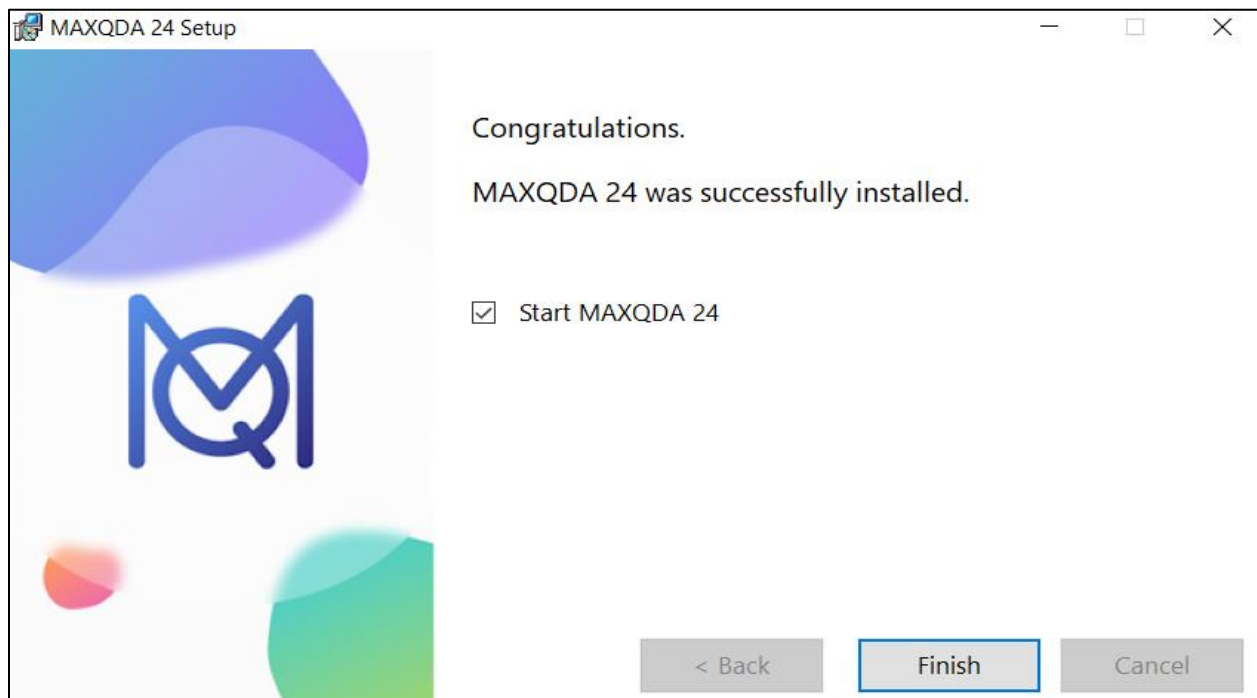 MAXQDA 24 Setup
Congratulations.
MAXQDA 24 was successfully installed.
Start MAXQDA 24
< Back
Finish
Cancel